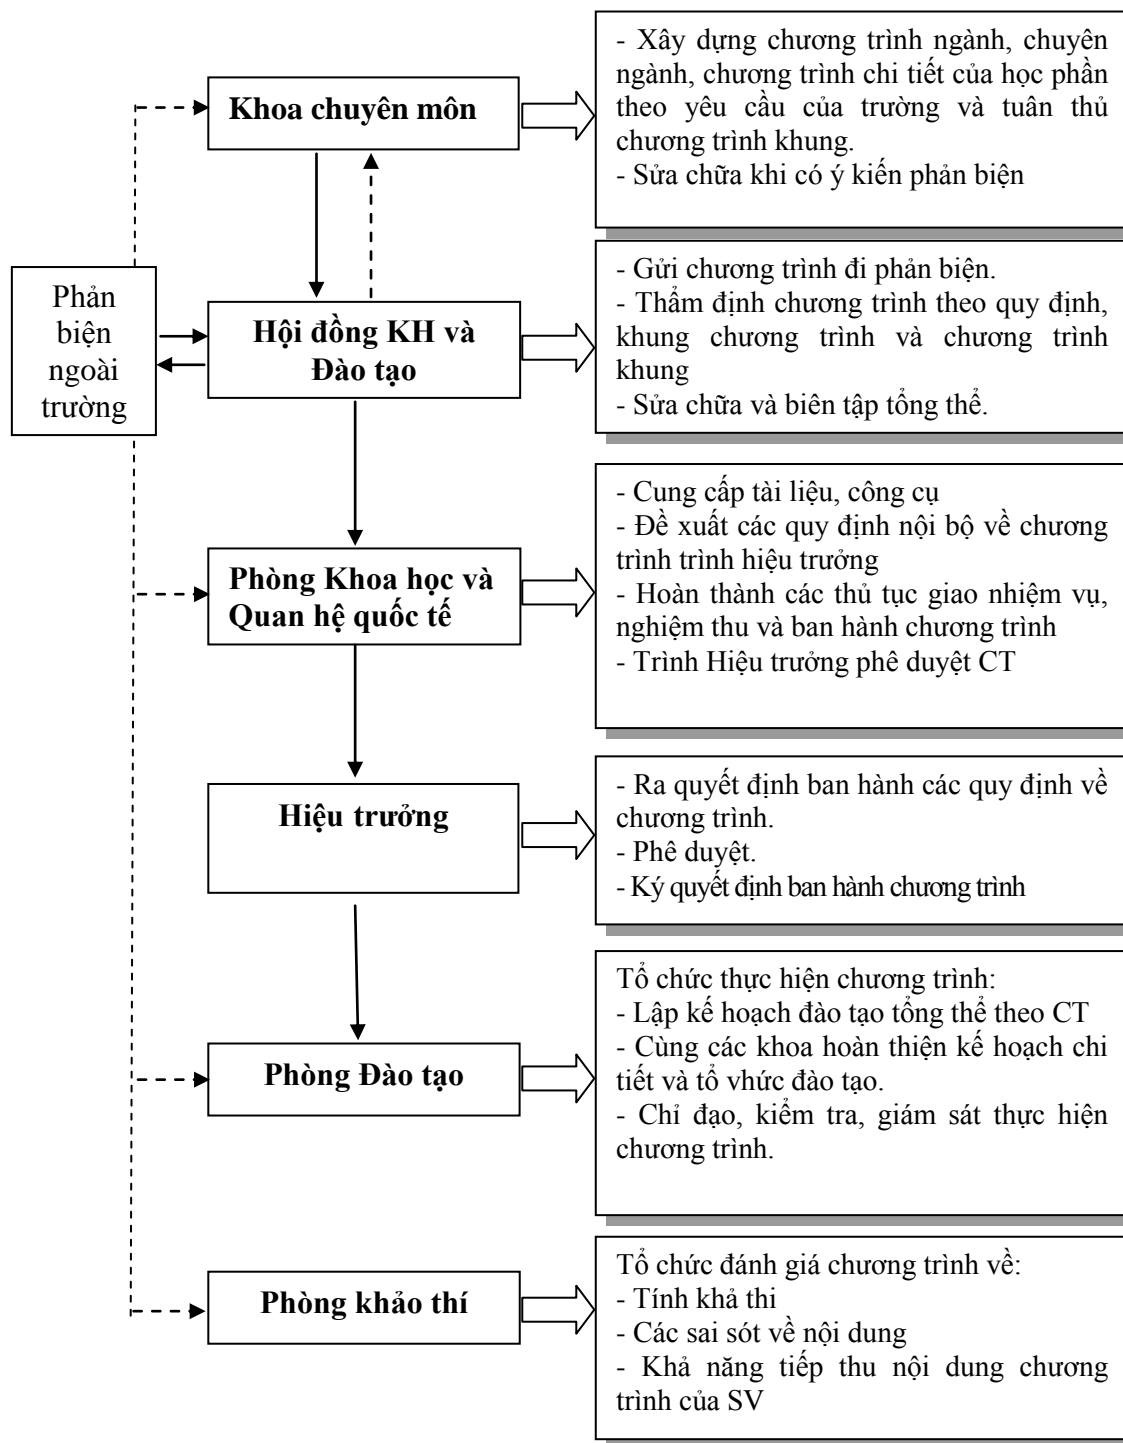 - Xây dựng chương trình ngành, chuyên
ngành, chương trình chi tiết của học phần
theo yêu cầu của trường và tuân thủ
chương trình khung.
- Sửa chữa khi có ý kiến phản biện
Khoa chuyên môn
Phản
biện
ngoài
trường
Hội đồng KH và
Đào tạo
- Gửi chương trình đi phản biện.
- Thẩm định chương trình theo quy định,
khung chương trình và chương trình
khung
- Sửa chữa và biên tập tổng thể.
Phòng Khoa học và
Quan hệ quốc tế
- Cung cấp tài liệu, công cụ
- Đề xuất các quy định nội bộ về chương
trình trình hiệu trưởng
- Hoàn thành các thủ tục giao nhiệm vụ,
nghiệm thu và ban hành chương trình
- Trình Hiệu trưởng phê duyệt CT
Hiệu trưởng
- Ra quyết định ban hành các quy định về
chương trình.
- Phê duyệt.
- Ký quyết định ban hành chương trình
Phòng Đào tạo
Tổ chức thực hiện chương trình:
- Lập kế hoạch đào tạo tổng thể theo CT
- Cùng các khoa hoàn thiện kế hoạch chi
tiết và tổ vhức đào tạo.
- Chỉ đạo, kiểm tra, giám sát thực hiện
chương trình.
Phòng khảo thí
Tổ chức đánh giá chương trình về:
- Tính khả thi
- Các sai sót về nội dung
- Khả năng tiếp thu nội dung chương
trình của SV